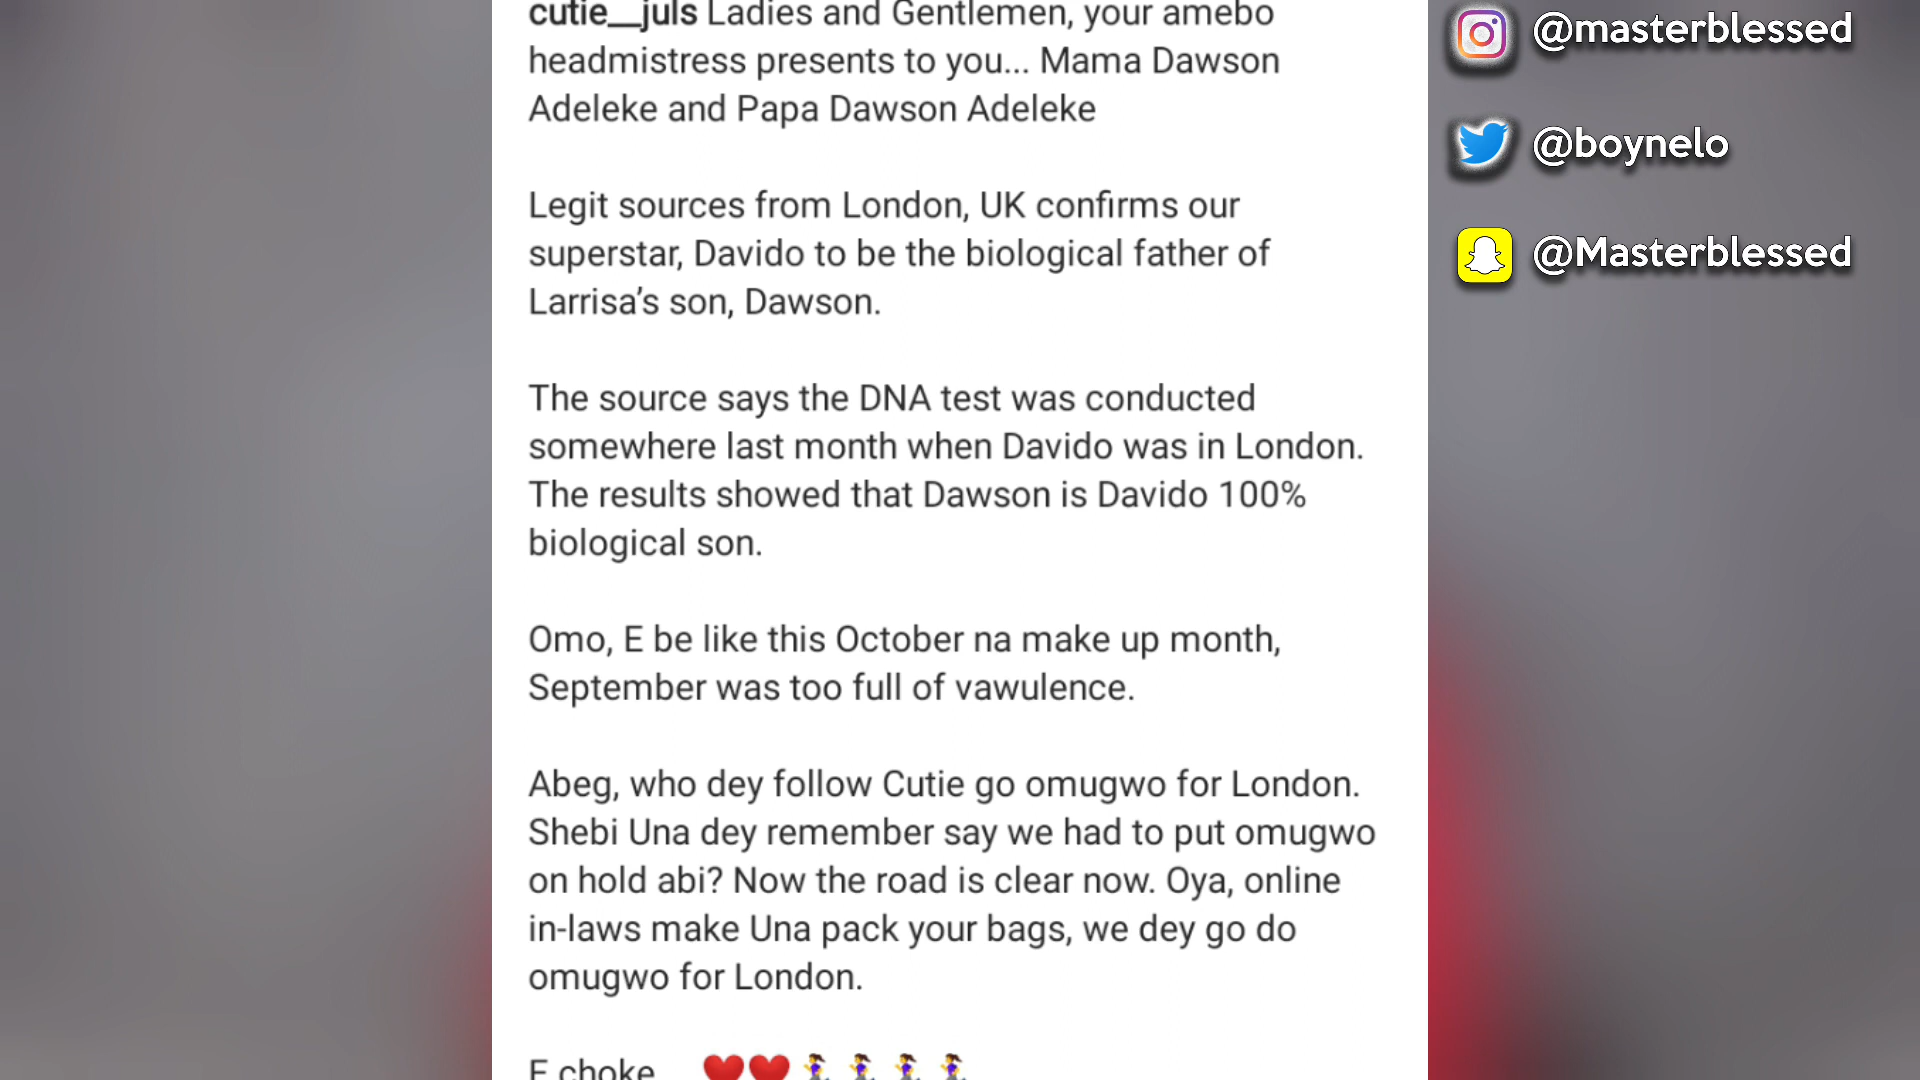 cutie__juls Ladies and Gentlemen, your amebo
headmistress presents to you... Mama Dawson
Adeleke and Papa Dawson Adeleke
Legit sources from London, UK confirms our
superstar, Davido to be the biological father of
Larrisa’s son, Dawson.
The source says the DNA test was conducted
somewhere last month when Davido was in London.
The results showed that Dawson is Davido 100%
biological son.
Omo, E be like this October na make up month,
September was too full of vawulence.
Abeg, who dey follow Cutie go omugwo for London.
Shebi Una dey remember say we had to put omugwo
on hold abi? Now the road is clear now. Oya, online
in-laws make Una pack your bags, we dey go do
omugwo for London.
E choke ❤️❤️🏃‍♀️🏃‍♀️🏃‍♀️🏃‍♀️
@masterblessed
@boynelo
@Masterblessed